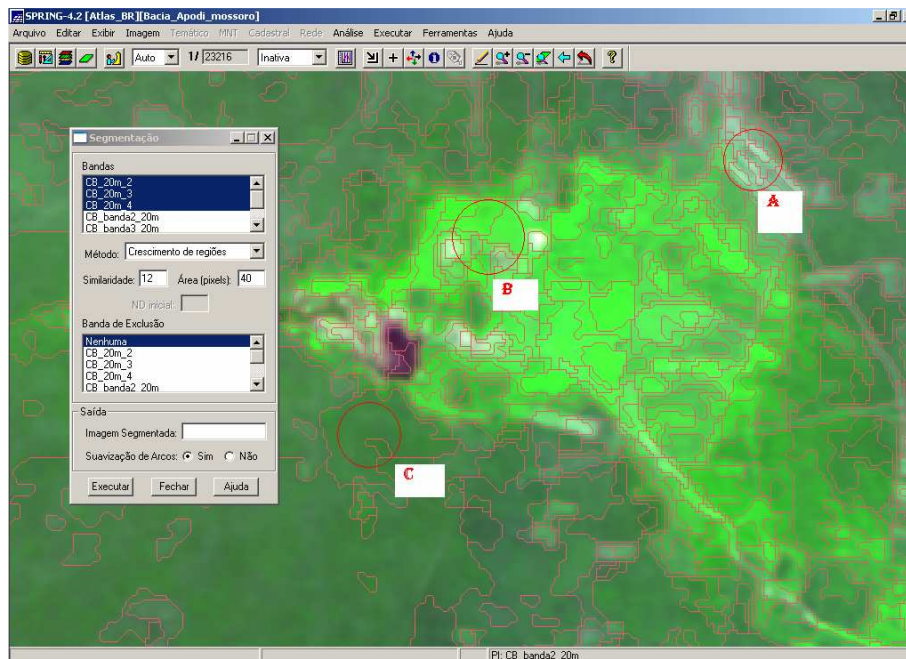 SPRING-4.2 [Atlas_BR][Bacia_Apodi_mossoro]
Arquivo Editar Exibir Imagem Temático MNT Cadastral Rede Análise Executar Ferramentas Ajuda
Auto 1/ 23216 Inativa
Segmentação
Bandas
CB_20m_2
CB_20m_3
CB_20m_4
CB_banda2_20m
CB_banda3_20m
Método: Crescimento de regiões
Similaridade: 12 Área (pixels): 40
ND inicial:
Banda de Exclusão
Nenhuma
CB_20m_2
CB_20m_3
CB_20m_4
CB_banda2_20m
Saída
Imagem Segmentada:
Suavização de Arcos: Sim Não
Executar Fechar Ajuda
A
B
C
PI: CB_banda2_20m